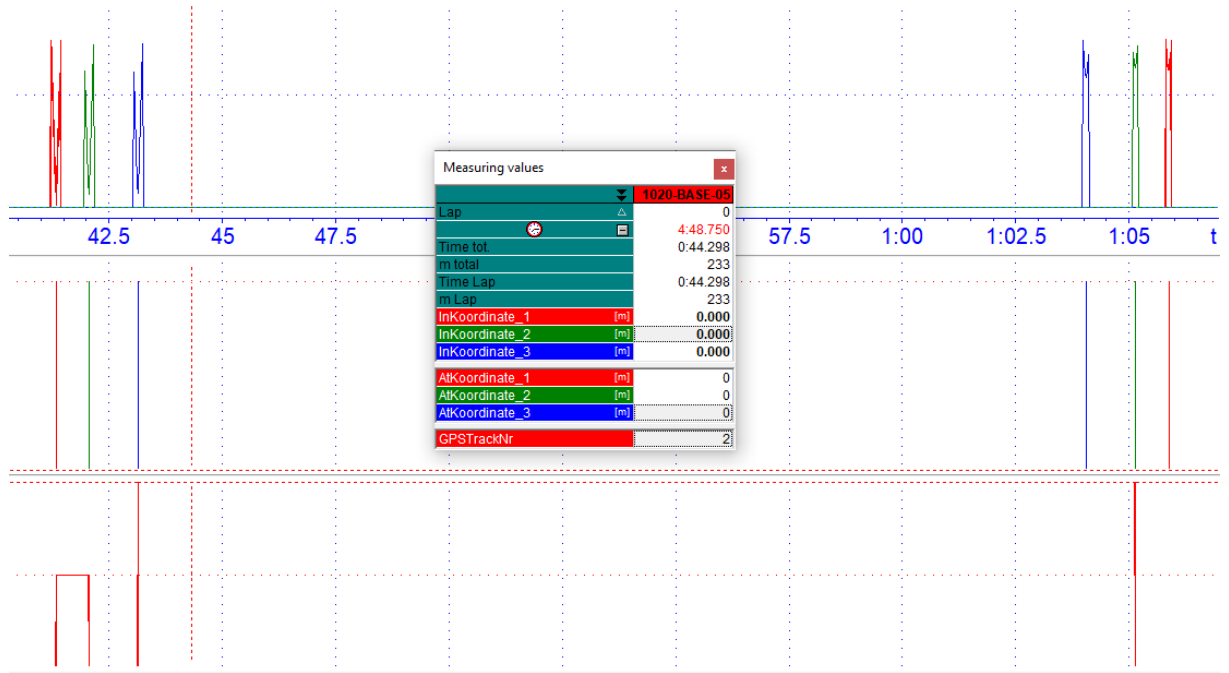 Measuring values x
1020-BASE-05
Lap 0
4:48.750
Time tot. 0:44.298
m total 233
Time Lap 0:44.298
m Lap 233
InKoordinate_1 [m] 0.000
InKoordinate_2 [m] 0.000
InKoordinate_3 [m] 0.000
AtKoordinate_1 [m] 0
AtKoordinate_2 [m] 0
AtKoordinate_3 [m] 0
GPSTrackNr 2
42.5 45 47.5 57.5 1:00 1:02.5 1:05 t